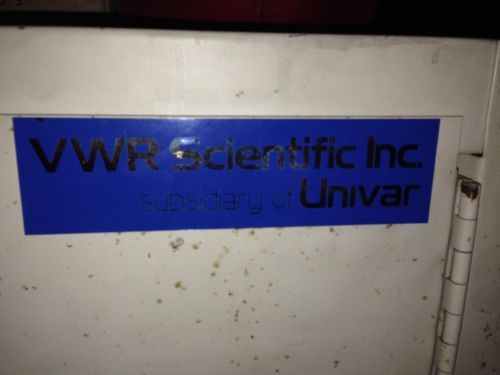 VWR Scientific Inc.
subsidiary of Univar